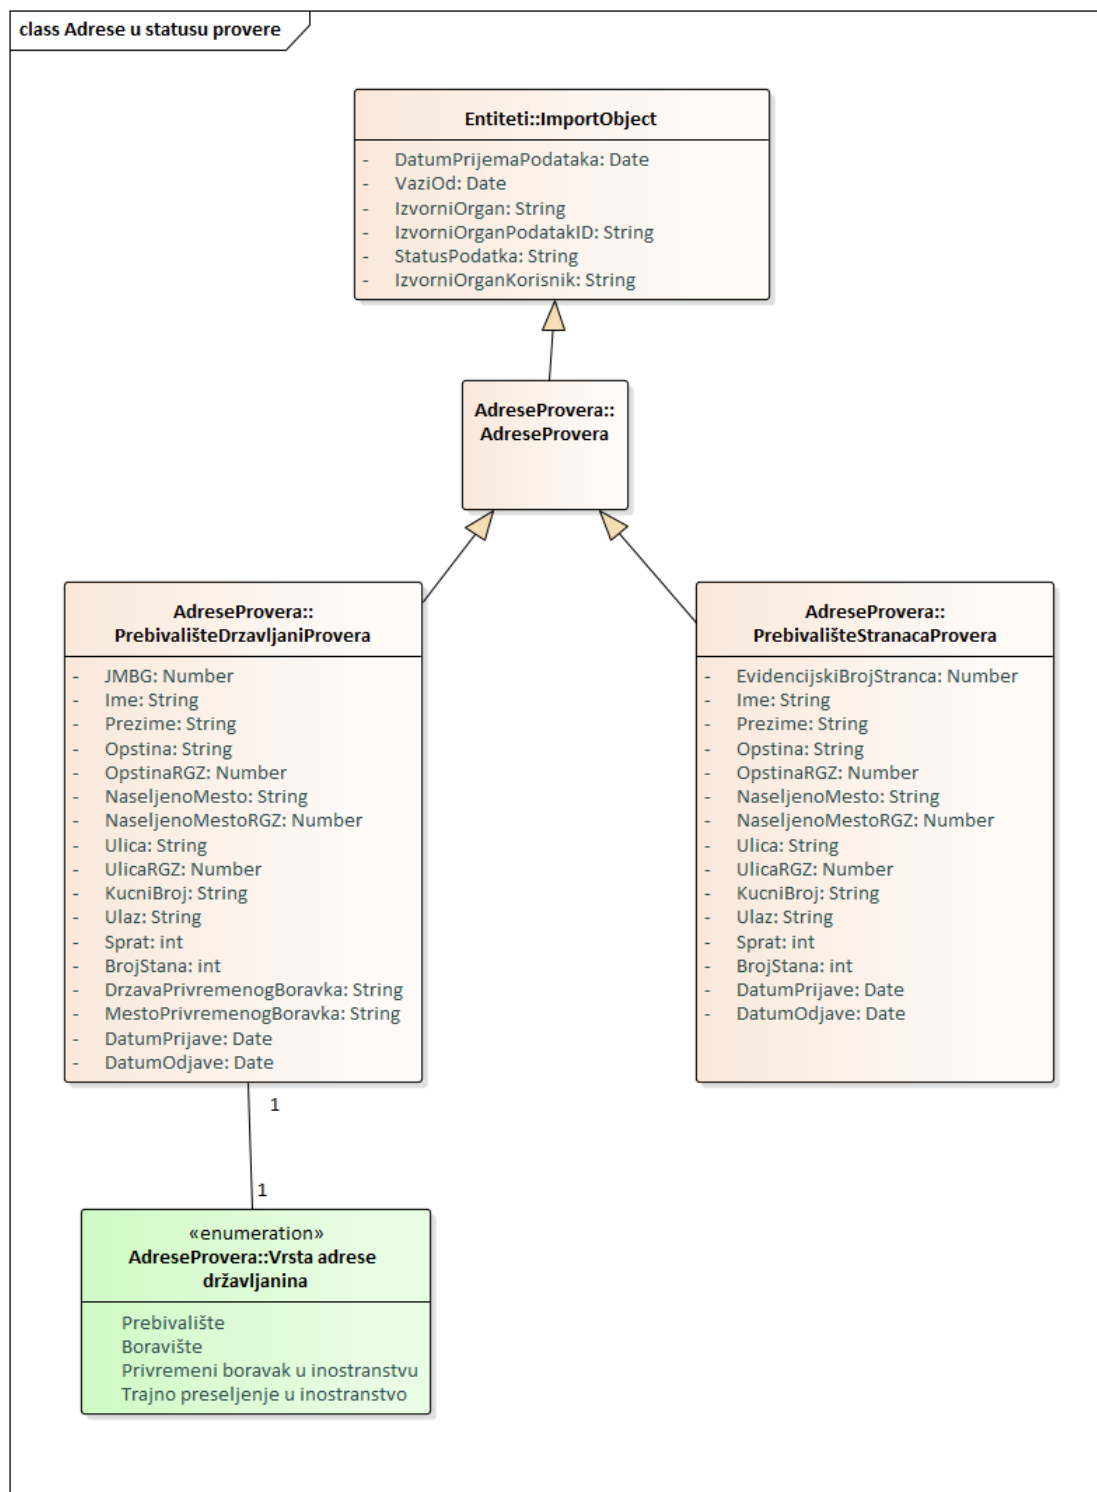 class Adrese u statusu provere
Entiteti::ImportObject
- DatumPrijemaPodataka: Date
- VaziOd: Date
- IzvorniOrgan: String
- IzvorniOrganPodatakID: String
- StatusPodatka: String
- IzvorniOrganKorisnik: String
AdreseProvera::
AdreseProvera
AdreseProvera::
PrebivališteDrzavljaniProvera
- JMBG: Number
- Ime: String
- Prezime: String
- Opstina: String
- OpstinaRGZ: Number
- NaseljenoMesto: String
- NaseljenoMestoRGZ: Number
- Ulica: String
- UlicaRGZ: Number
- KucniBroj: String
- Ulaz: String
- Sprat: int
- BrojStana: int
- DrzavaPrivremenogBoravka: String
- MestoPrivremenogBoravka: String
- DatumPrijave: Date
- DatumOdjave: Date
AdreseProvera::
PrebivališteStranacaProvera
- EvidencijskiBrojStranca: Number
- Ime: String
- Prezime: String
- Opstina: String
- OpstinaRGZ: Number
- NaseljenoMesto: String
- NaseljenoMestoRGZ: Number
- Ulica: String
- UlicaRGZ: Number
- KucniBroj: String
- Ulaz: String
- Sprat: int
- BrojStana: int
- DatumPrijave: Date
- DatumOdjave: Date
1
1
«enumeration»
AdreseProvera::Vrsta adrese
državljanina
Prebivalište
Boravište
Privremeni boravak u inostranstvu
Trajno preseljenje u inostranstvo